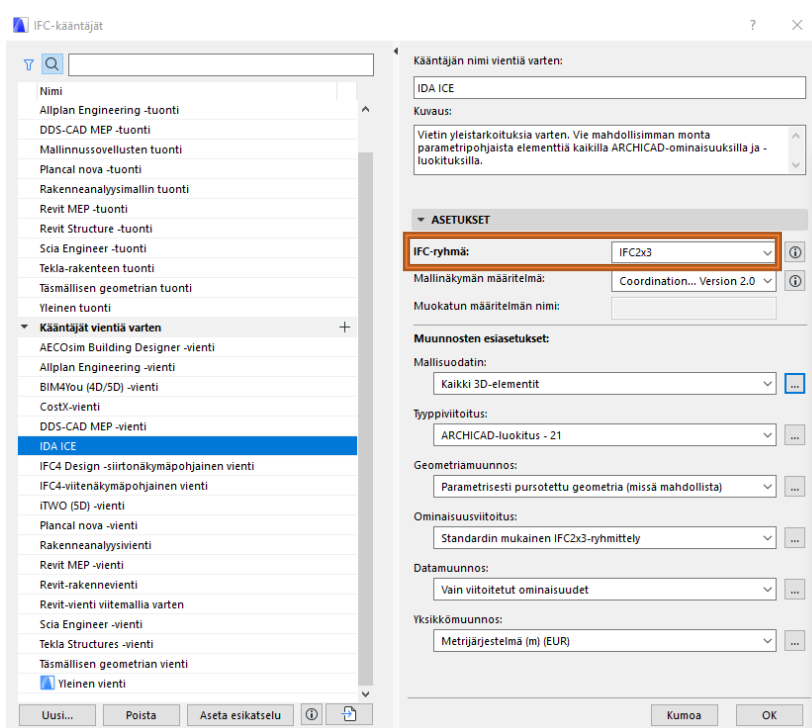 IFC-kääntäjät
Nimi
Allplan Engineering -tuonti
DDS-CAD MEP -tuonti
Mallinnussovellusten tuonti
Plancal nova -tuonti
Rakenneanalyysimallin tuonti
Revit MEP -tuonti
Revit Structure -tuonti
Scia Engineer -tuonti
Tekla-rakenteen tuonti
Täsmällisen geometrian tuonti
Yleinen tuonti
Kääntäjät vientiä varten
AECOsim Building Designer -vienti
Allplan Engineering -vienti
BIM4You (4D/5D) -vienti
CostX-vienti
DDS-CAD MEP -vienti
IDA ICE
IFC4 Design -siirtonäkymäpohjainen vienti
IFC4-viitenäkymäpohjainen vienti
iTWO (5D) -vienti
Plancal nova -vienti
Rakenneanalyysivienti
Revit MEP -vienti
Revit-rakennevienti
Revit-vienti viitemallia varten
Scia Engineer -vienti
Tekla Structures -vienti
Täsmällisen geometrian vienti
Yleinen vienti
Uusi...
Poista
Aseta esikatselu
Kääntäjän nimi vientiä varten:
IDA ICE
Kuvaus:
Vietin yleistarkoituksia varten. Vie mahdollisimman monta
parametripohjaista elementtiä kaikilla ARCHICAD-ominaisuuksilla ja -
luokituksilla.
ASETUKSET
IFC-ryhmä: IFC2x3
Mallinäkymän määritelmä: Coordination... Version 2.0
Muokatun määritelmän nimi:
Muunnosten esiasetukset:
Mallisuodatin:
Kaikki 3D-elementit
...
Tyyppiviitoitus:
ARCHICAD-luokitus - 21
...
Geometriamuunnos:
Parametrisesti pursotettu geometria (missä mahdollista)
...
Ominaisuusviitoitus:
Standardin mukainen IFC2x3-ryhmittely
...
Datamuunnos:
Vain viitoitetut ominaisuudet
...
Yksikkömuunnos:
Metrijärjestelmä (m) (EUR)
...
Kumoa
OK